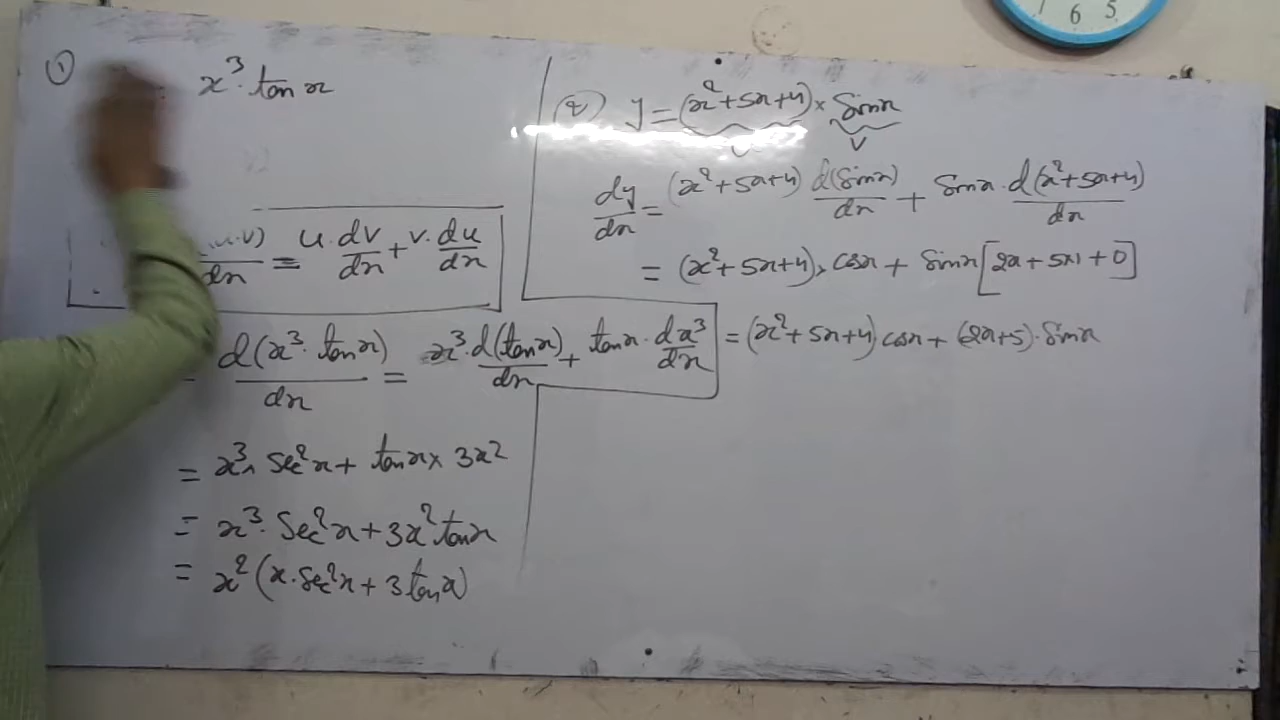 ① x³·tan x
(u·v)/dx = u·dv/dx + v·du/dx
= d(x³·tan x)/dx = x³·d(tan x)/dx + tan x·dx³/dx
= x³·sec²x + tan x × 3x²
= x³·sec²x + 3x² tan x
= x²(x·sec²x + 3 tan x)
② y = (x²+5x+4) × sin x
u v
dy/dx = (x²+5x+4) d(sin x)/dx + sin x·d(x²+5x+4)/dx
= (x²+5x+4)·cos x + sin x[2x + 5×1 + 0]
= (x²+5x+4) cos x + (2x+5)·sin x
7 6 5